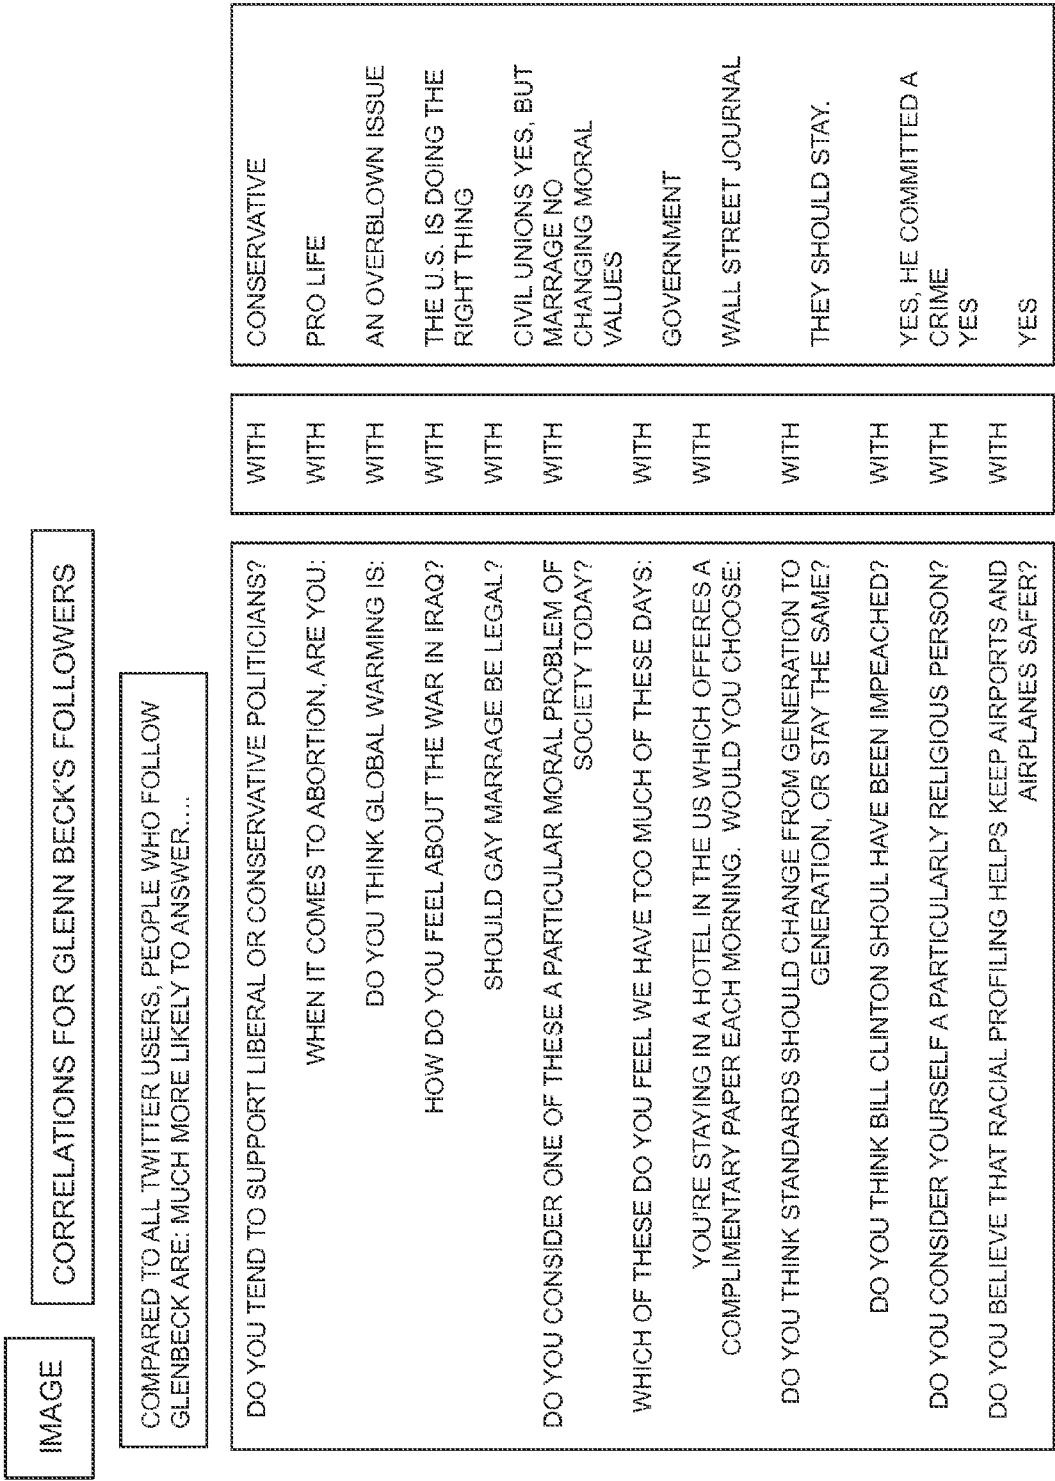 IMAGE
CORRELATIONS FOR GLENN BECK'S FOLLOWERS
COMPARED TO ALL TWITTER USERS, PEOPLE WHO FOLLOW
GLENBECK ARE: MUCH MORE LIKELY TO ANSWER....
DO YOU TEND TO SUPPORT LIBERAL OR CONSERVATIVE POLITICIANS?
WHEN IT COMES TO ABORTION, ARE YOU:
DO YOU THINK GLOBAL WARMING IS:
HOW DO YOU FEEL ABOUT THE WAR IN IRAQ?
SHOULD GAY MARRAGE BE LEGAL?
DO YOU CONSIDER ONE OF THESE A PARTICULAR MORAL PROBLEM OF
SOCIETY TODAY?
WHICH OF THESE DO YOU FEEL WE HAVE TOO MUCH OF THESE DAYS:
YOU'RE STAYING IN A HOTEL IN THE US WHICH OFFERES A
COMPLIMENTARY PAPER EACH MORNING. WOULD YOU CHOOSE:
DO YOU THINK STANDARDS SHOULD CHANGE FROM GENERATION TO
GENERATION, OR STAY THE SAME?
DO YOU THINK BILL CLINTON SHOUL HAVE BEEN IMPEACHED?
DO YOU CONSIDER YOURSELF A PARTICULARLY RELIGIOUS PERSON?
DO YOU BELIEVE THAT RACIAL PROFILING HELPS KEEP AIRPORTS AND
AIRPLANES SAFER?
WITH
WITH
WITH
WITH
WITH
WITH
WITH
WITH
WITH
WITH
WITH
WITH
CONSERVATIVE
PRO LIFE
AN OVERBLOWN ISSUE
THE U.S. IS DOING THE
RIGHT THING
CIVIL UNIONS YES, BUT
MARRAGE NO
CHANGING MORAL
VALUES
GOVERNMENT
WALL STREET JOURNAL
THEY SHOULD STAY.
YES, HE COMMITTED A
CRIME
YES
YES